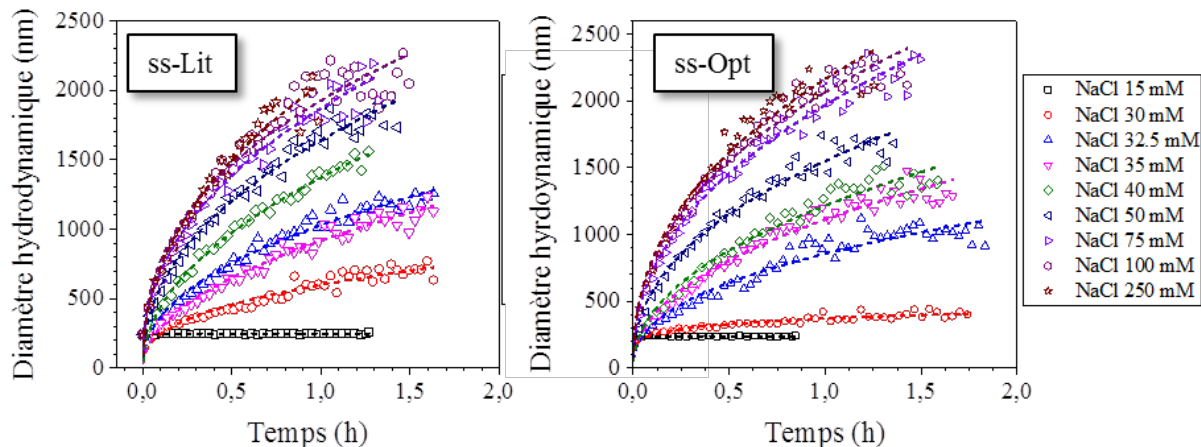 Diamètre hydrodynamique (nm)
2500
2000
1500
1000
500
0
ss-Lit
0,0
0,5
1,0
1,5
2,0
Temps (h)
Diamètre hyrdoynamique (nm)
2500
2000
1500
1000
500
0
ss-Opt
0,0
0,5
1,0
1,5
2,0
Temps (h)
NaCl 15 mM
NaCl 30 mM
NaCl 32.5 mM
NaCl 35 mM
NaCl 40 mM
NaCl 50 mM
NaCl 75 mM
NaCl 100 mM
NaCl 250 mM